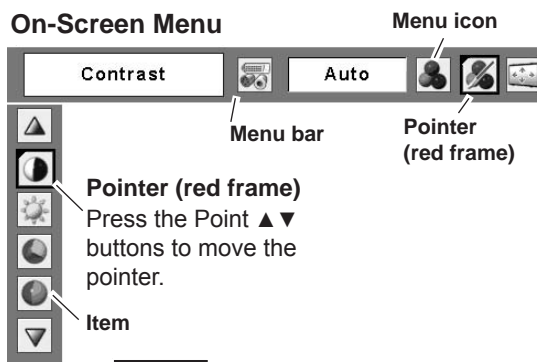 On-Screen Menu
Menu icon
Contrast
Auto
Menu bar
Pointer
(red frame)
Pointer (red frame)
Press the Point ▲▼
buttons to move the
pointer.
Item